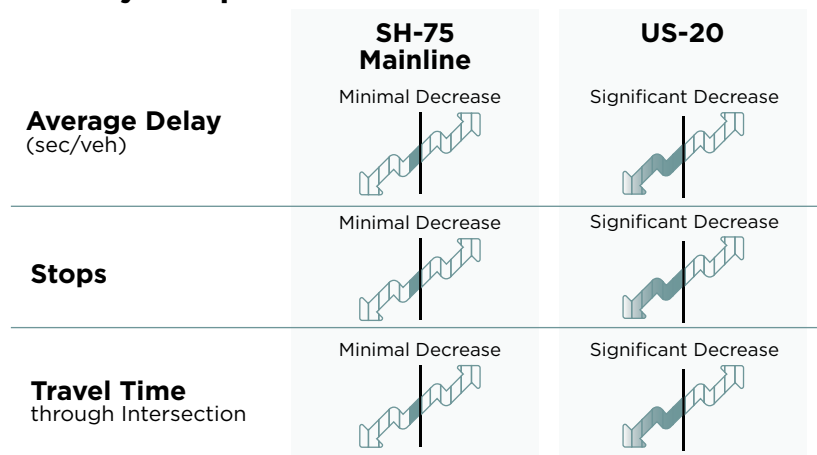 SH-75
Mainline
US-20
Average Delay
(sec/veh)
Minimal Decrease
Significant Decrease
Stops
Minimal Decrease
Significant Decrease
Travel Time
through Intersection
Minimal Decrease
Significant Decrease